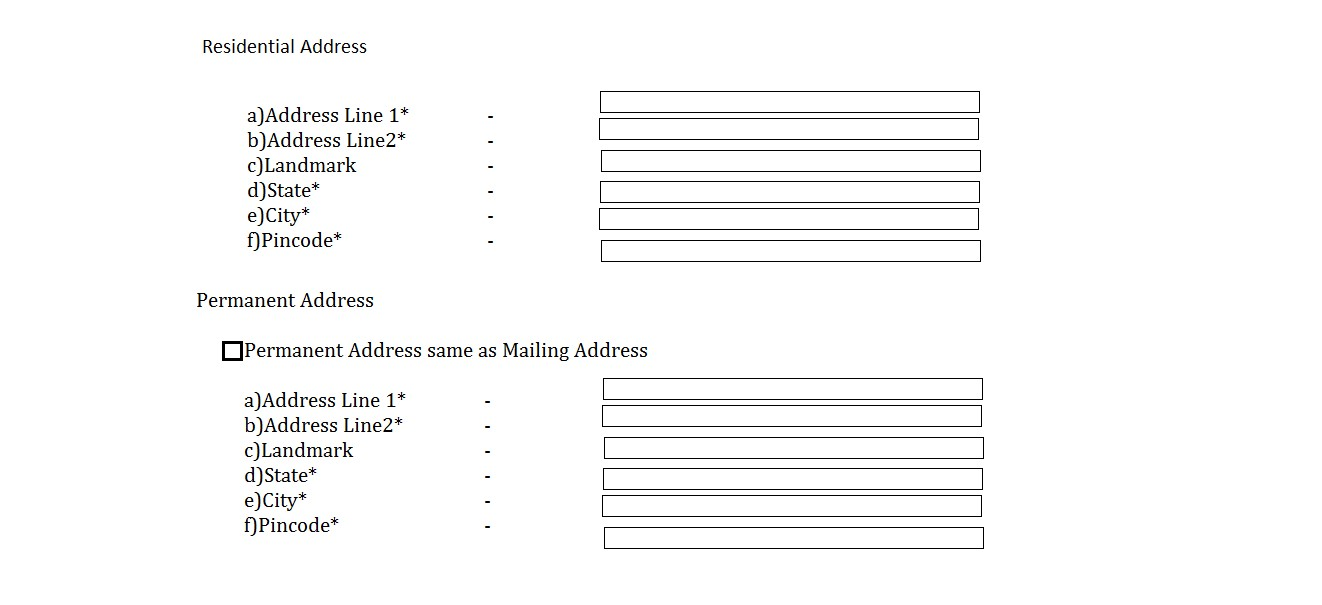 Residential Address
a)Address Line 1* -
b)Address Line2* -
c)Landmark -
d)State* -
e)City* -
f)Pincode* -
Permanent Address
Permanent Address same as Mailing Address
a)Address Line 1* -
b)Address Line2* -
c)Landmark -
d)State* -
e)City* -
f)Pincode* -